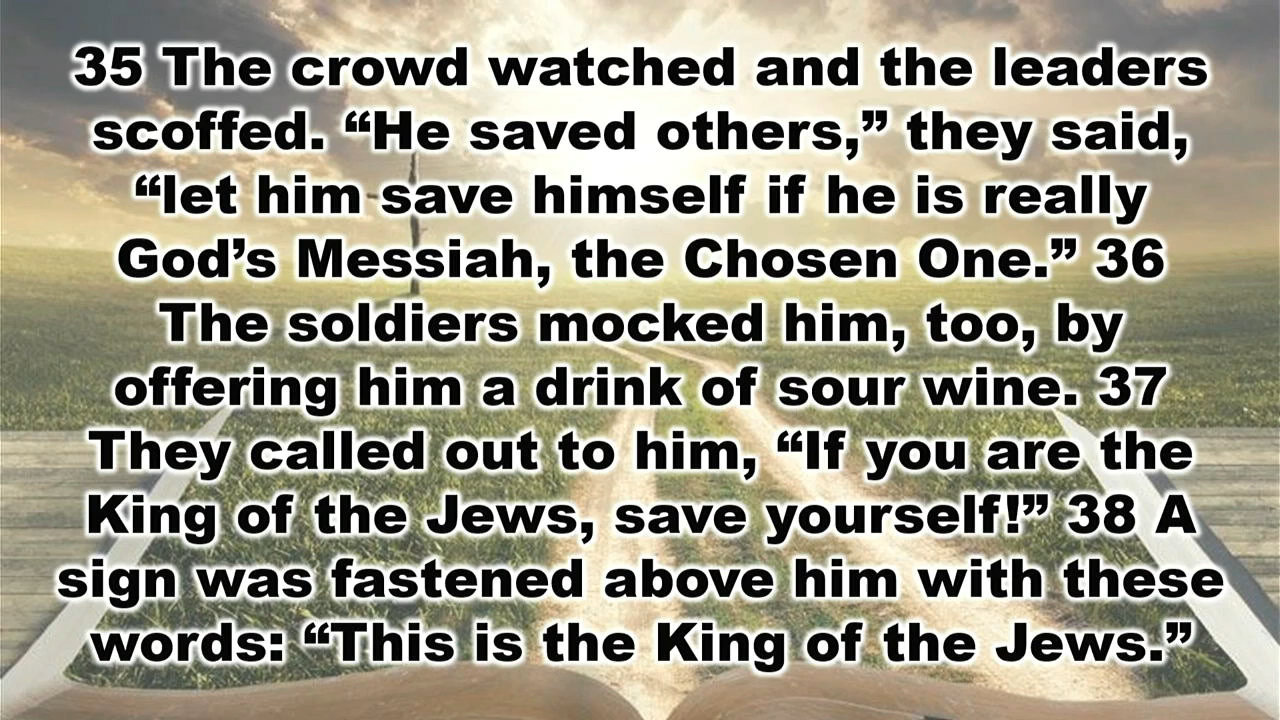 35 The crowd watched and the leaders
scoffed. “He saved others,” they said,
“let him save himself if he is really
God’s Messiah, the Chosen One.” 36
The soldiers mocked him, too, by
offering him a drink of sour wine. 37
They called out to him, “If you are the
King of the Jews, save yourself!” 38 A
sign was fastened above him with these
words: “This is the King of the Jews.”